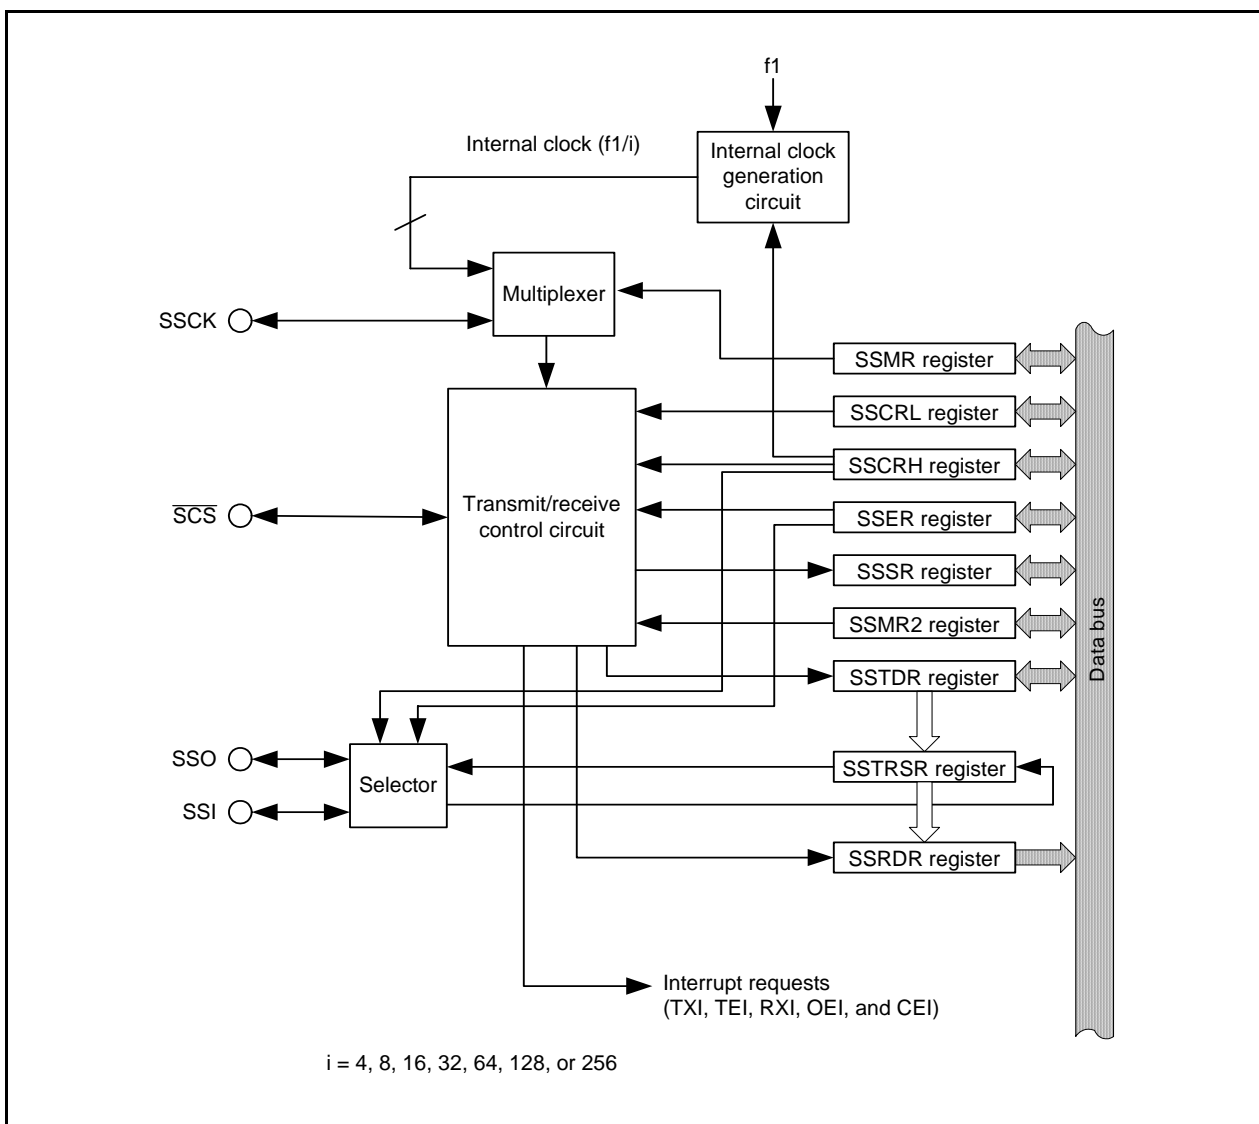 f1
Internal clock (f1/i)
Internal clock
generation
circuit
Multiplexer
SSCK
SSMR register
SSCRL register
SSCRH register
SCS
Transmit/receive
control circuit
SSER register
SSSR register
SSMR2 register
SSTDR register
Data bus
SSO
SSI
Selector
SSTRSR register
SSRDR register
Interrupt requests
(TXI, TEI, RXI, OEI, and CEI)
i = 4, 8, 16, 32, 64, 128, or 256